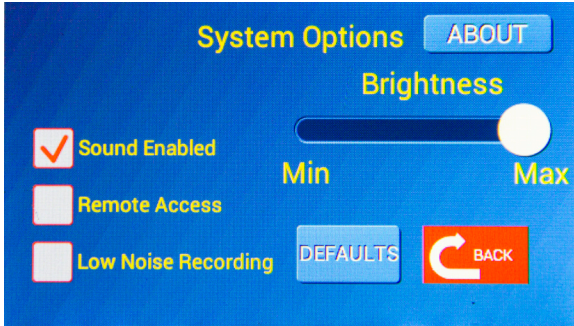 System Options
ABOUT
Brightness
Min
Max
Sound Enabled
Remote Access
Low Noise Recording
DEFAULTS
BACK